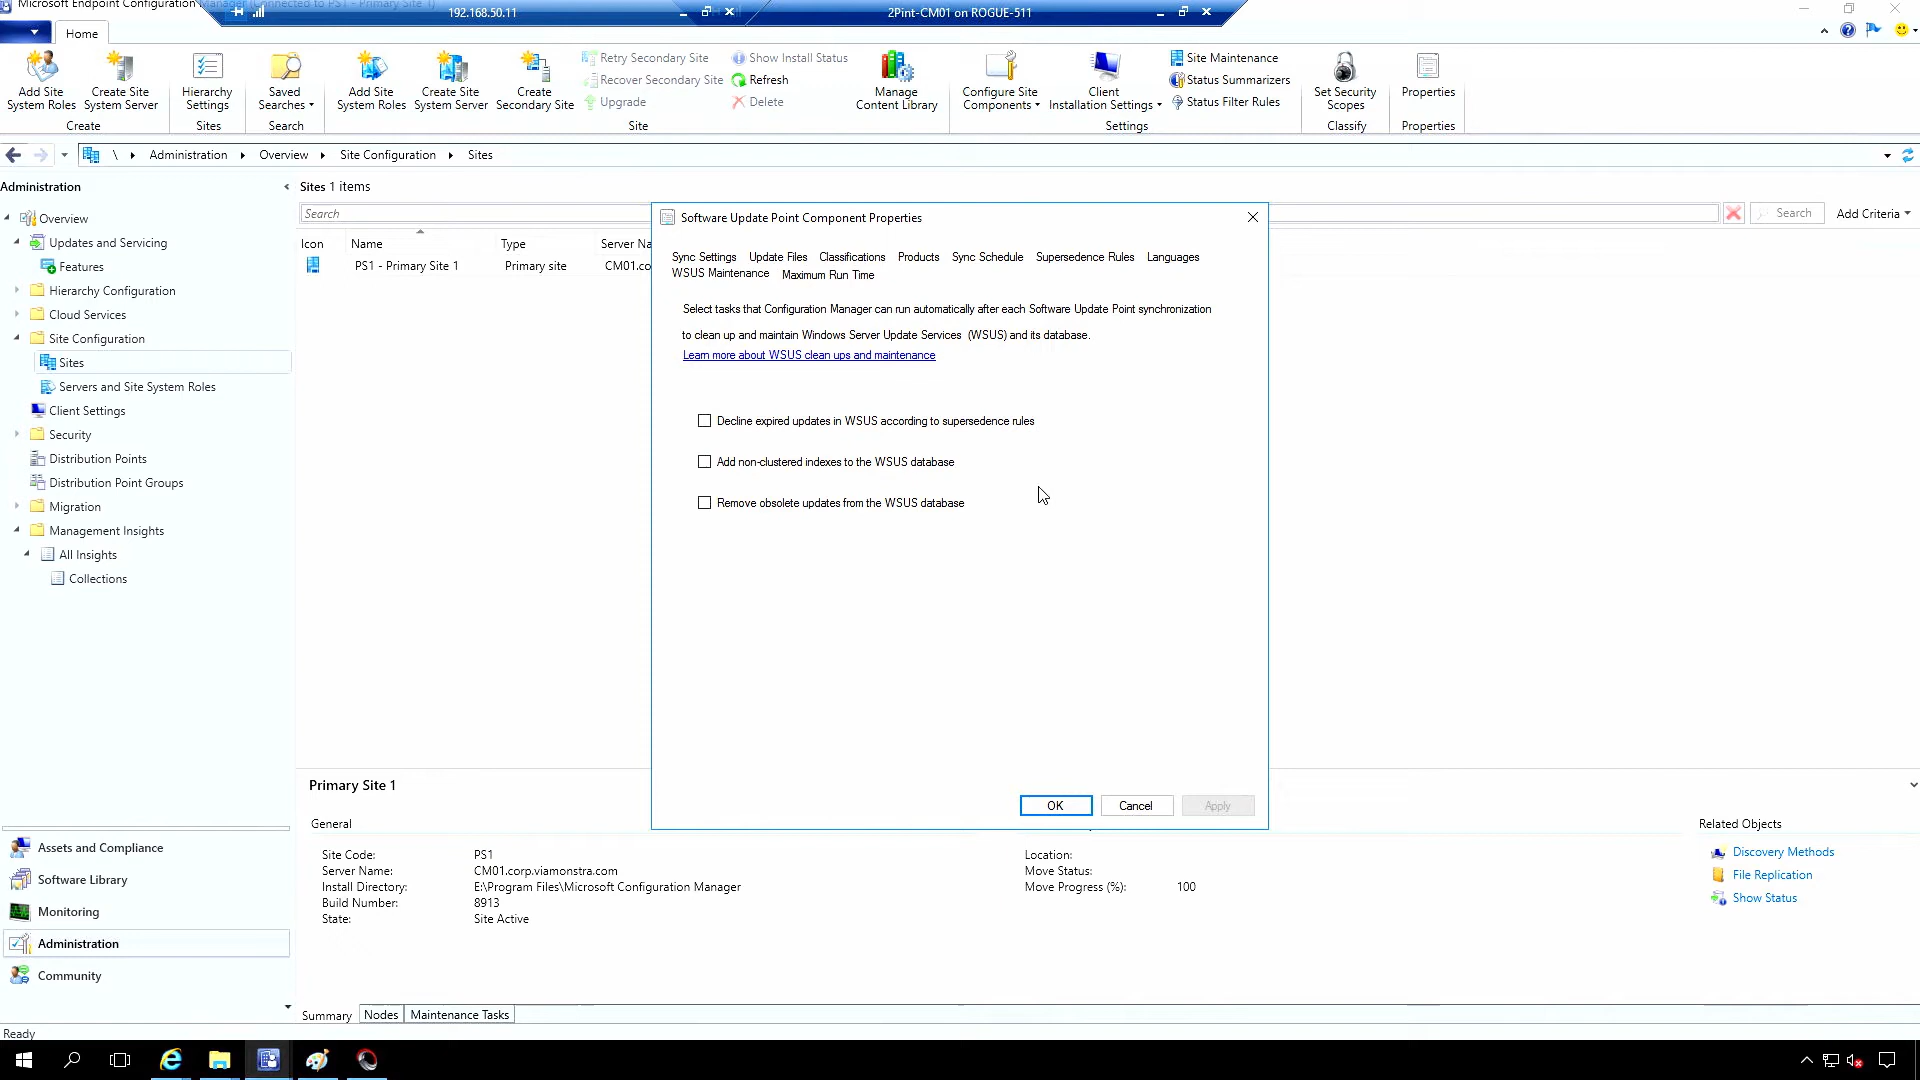 Microsoft Endpoint Configuration Manager (Connected to PS1 - Primary Site 1)
192.168.50.11
2Pint-CM01 on ROGUE-511
Home
Add Site System Roles
Create Site System Server
Create
Hierarchy Settings
Sites
Saved Searches
Search
Add Site System Roles
Create Site System Server
Create Secondary Site
Retry Secondary Site
Recover Secondary Site
Upgrade
Show Install Status
Refresh
Delete
Manage Content Library
Site
Configure Site Components
Client Installation Settings
Site Maintenance
Status Summarizers
Status Filter Rules
Settings
Set Security Scopes
Classify
Properties
Properties
\ Administration Overview Site Configuration Sites
Administration
Overview
Updates and Servicing
Features
Hierarchy Configuration
Cloud Services
Site Configuration
Sites
Servers and Site System Roles
Client Settings
Security
Distribution Points
Distribution Point Groups
Migration
Management Insights
All Insights
Collections
Assets and Compliance
Software Library
Monitoring
Administration
Community
Sites 1 items
Search
Search
Add Criteria
Icon Name Type Server Na
PS1 - Primary Site 1 Primary site CM01.co
Software Update Point Component Properties
Sync Settings Update Files Classifications Products Sync Schedule Supersedence Rules Languages
WSUS Maintenance Maximum Run Time
Select tasks that Configuration Manager can run automatically after each Software Update Point synchronization
to clean up and maintain Windows Server Update Services (WSUS) and its database.
Learn more about WSUS clean ups and maintenance
Decline expired updates in WSUS according to supersedence rules
Add non-clustered indexes to the WSUS database
Remove obsolete updates from the WSUS database
OK Cancel Apply
Primary Site 1
General
Site Code: PS1
Server Name: CM01.corp.viamonstra.com
Install Directory: E:\Program Files\Microsoft Configuration Manager
Build Number: 8913
State: Site Active
Location:
Move Status:
Move Progress (%): 100
Related Objects
Discovery Methods
File Replication
Show Status
Summary Nodes Maintenance Tasks
Ready